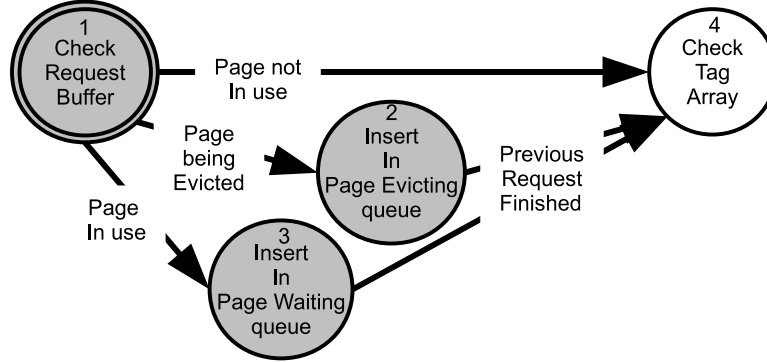 1
Check
Request
Buffer
Page not
In use
4
Check
Tag
Array
Page
being
Evicted
2
Insert
In
Page Evicting
queue
Previous
Request
Finished
Page
In use
3
Insert
In
Page Waiting
queue